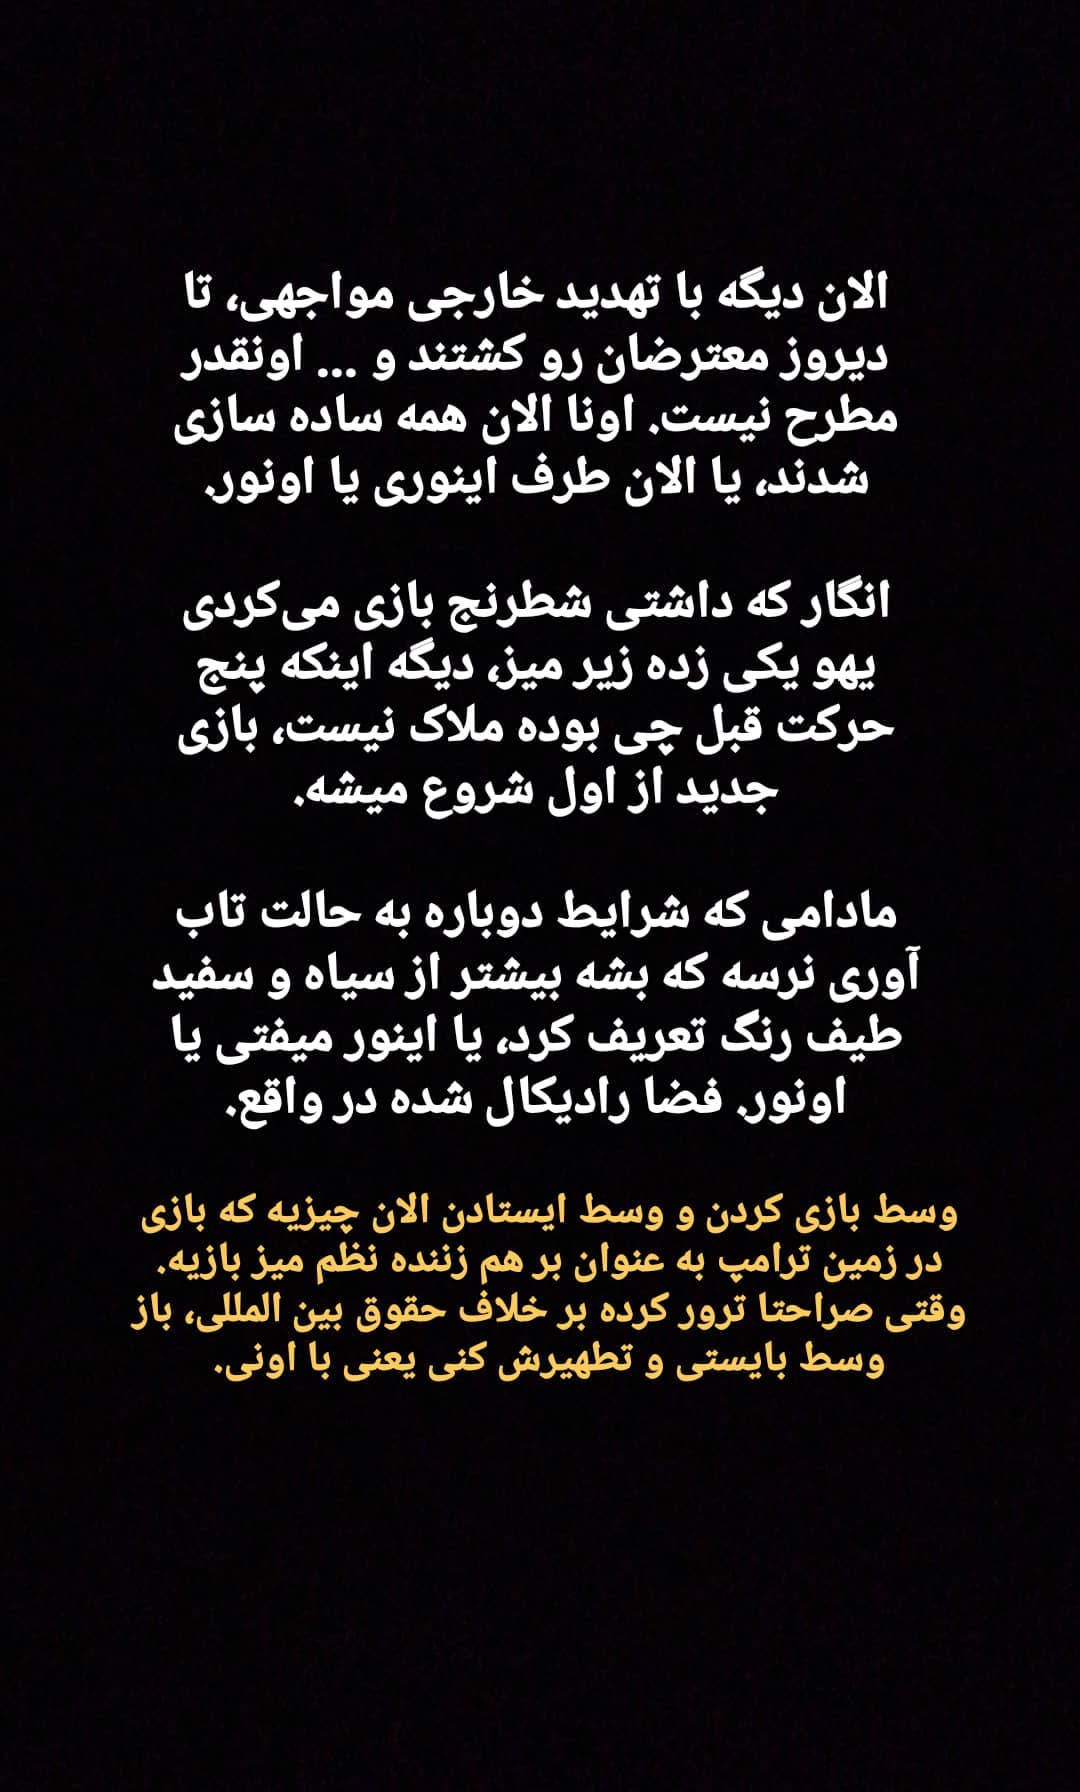 الان دیگه با تهدید خارجی مواجهی، تا
دیروز معترضان رو کشتند و ... اونقدر
مطرح نیست. اونا الان همه ساده سازی
شدند، یا الان طرف اینوری یا اونور.
انگار که داشتی شطرنج بازی می‌کردی
یهو یکی زده زیر میز، دیگه اینکه پنج
حرکت قبل چی بوده ملاک نیست، بازی
جدید از اول شروع میشه.
مادامی که شرایط دوباره به حالت تاب
آوری نرسه که بشه بیشتر از سیاه و سفید
طیف رنگ تعریف کرد، یا اینور میفتی یا
اونور. فضا رادیکال شده در واقع.
وسط بازی کردن و وسط ایستادن الان چیزیه که بازی
در زمین ترامپ به عنوان بر هم زننده نظم میز بازیه.
وقتی صراحتا ترور کرده بر خلاف حقوق بین المللی، باز
وسط بایستی و تطهیرش کنی یعنی با اونی.